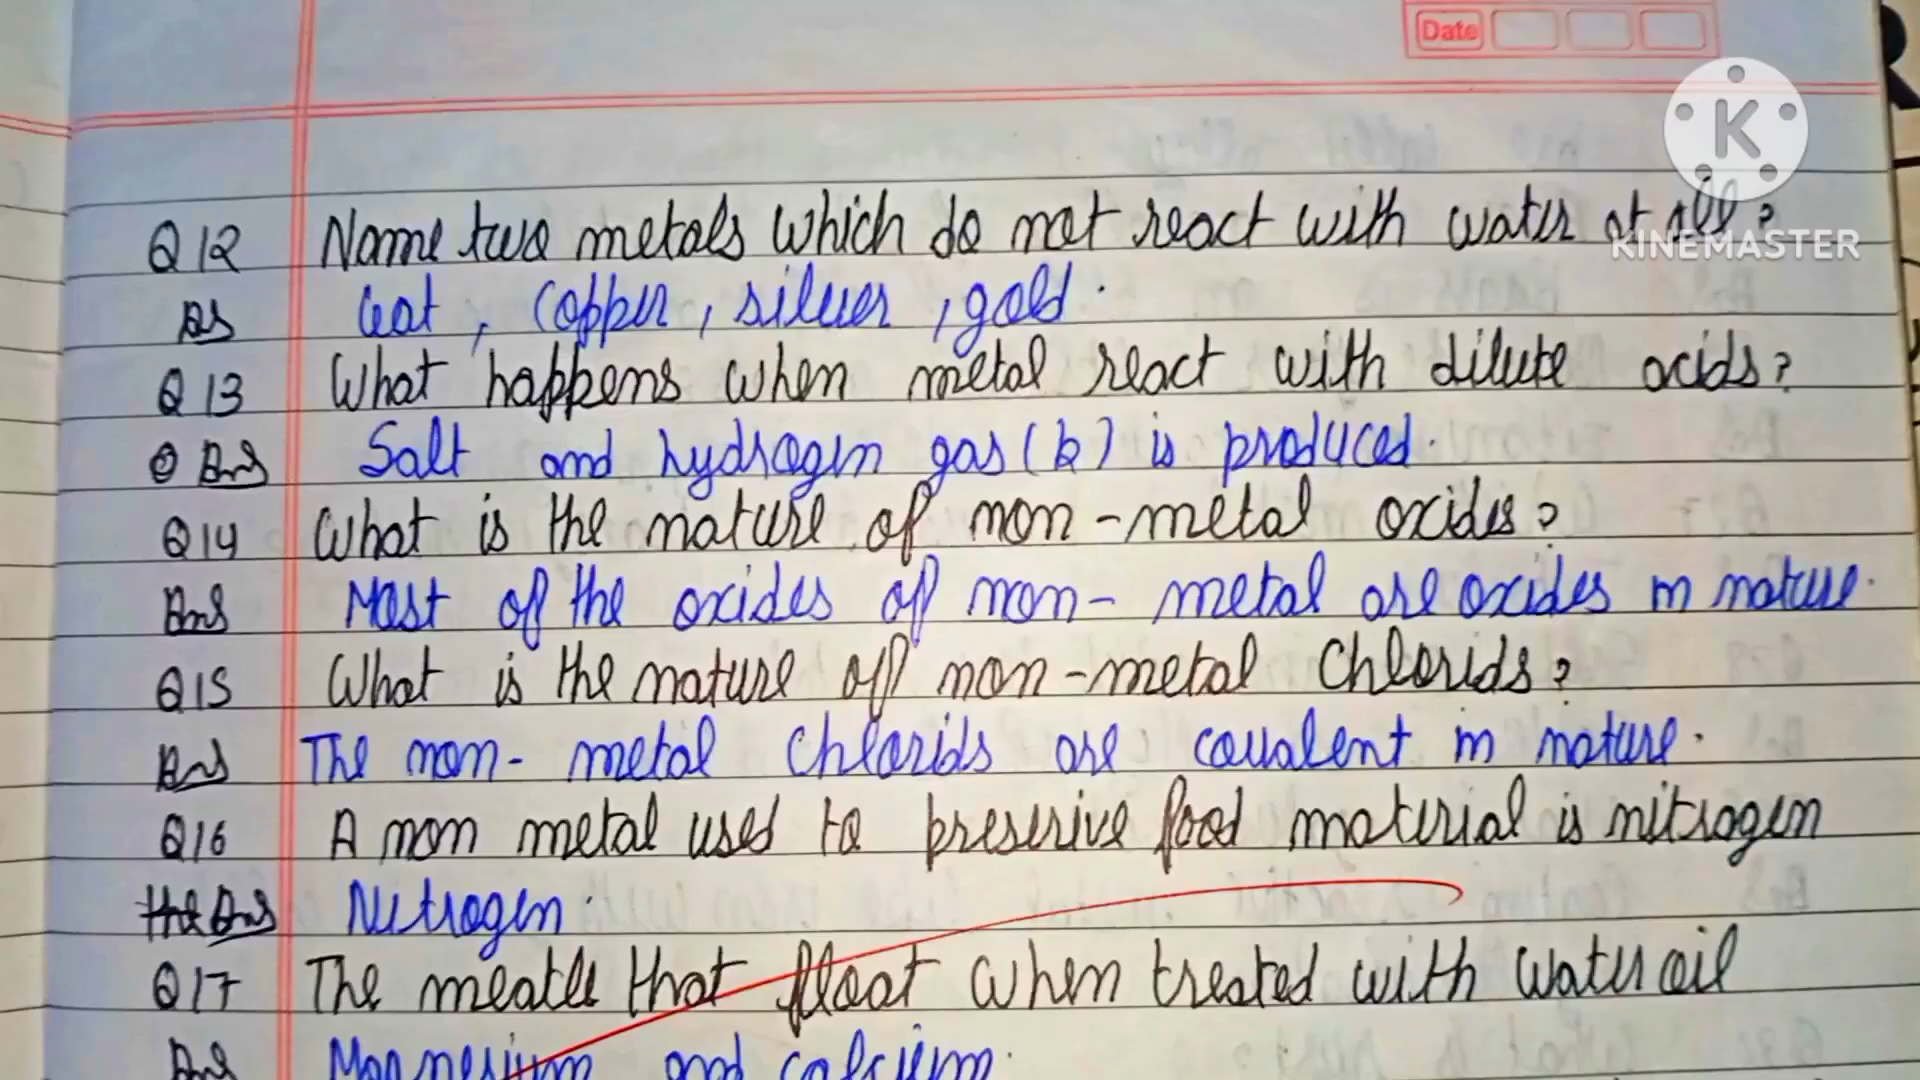 Date
KINEMASTER
Q12 Name two metals which do not react with water at all?
As Leat, Copper, silver, gold.
Q13 What happens when metal react with dilute acids?
Ans Salt and hydrogen gas (b) is produced.
Q14 What is the nature of non-metal oxides?
Ans Most of the oxides of non-metal are oxides in nature.
Q15 What is the nature of non-metal Chlorids?
Ans The non-metal Chlorids are covalent in nature.
Q16 A non metal used to preserive food material is nitrogen
Ans Nitrogen.
Q17 The meatle that float when treated with water ail
Ans Magnesium and calcium.